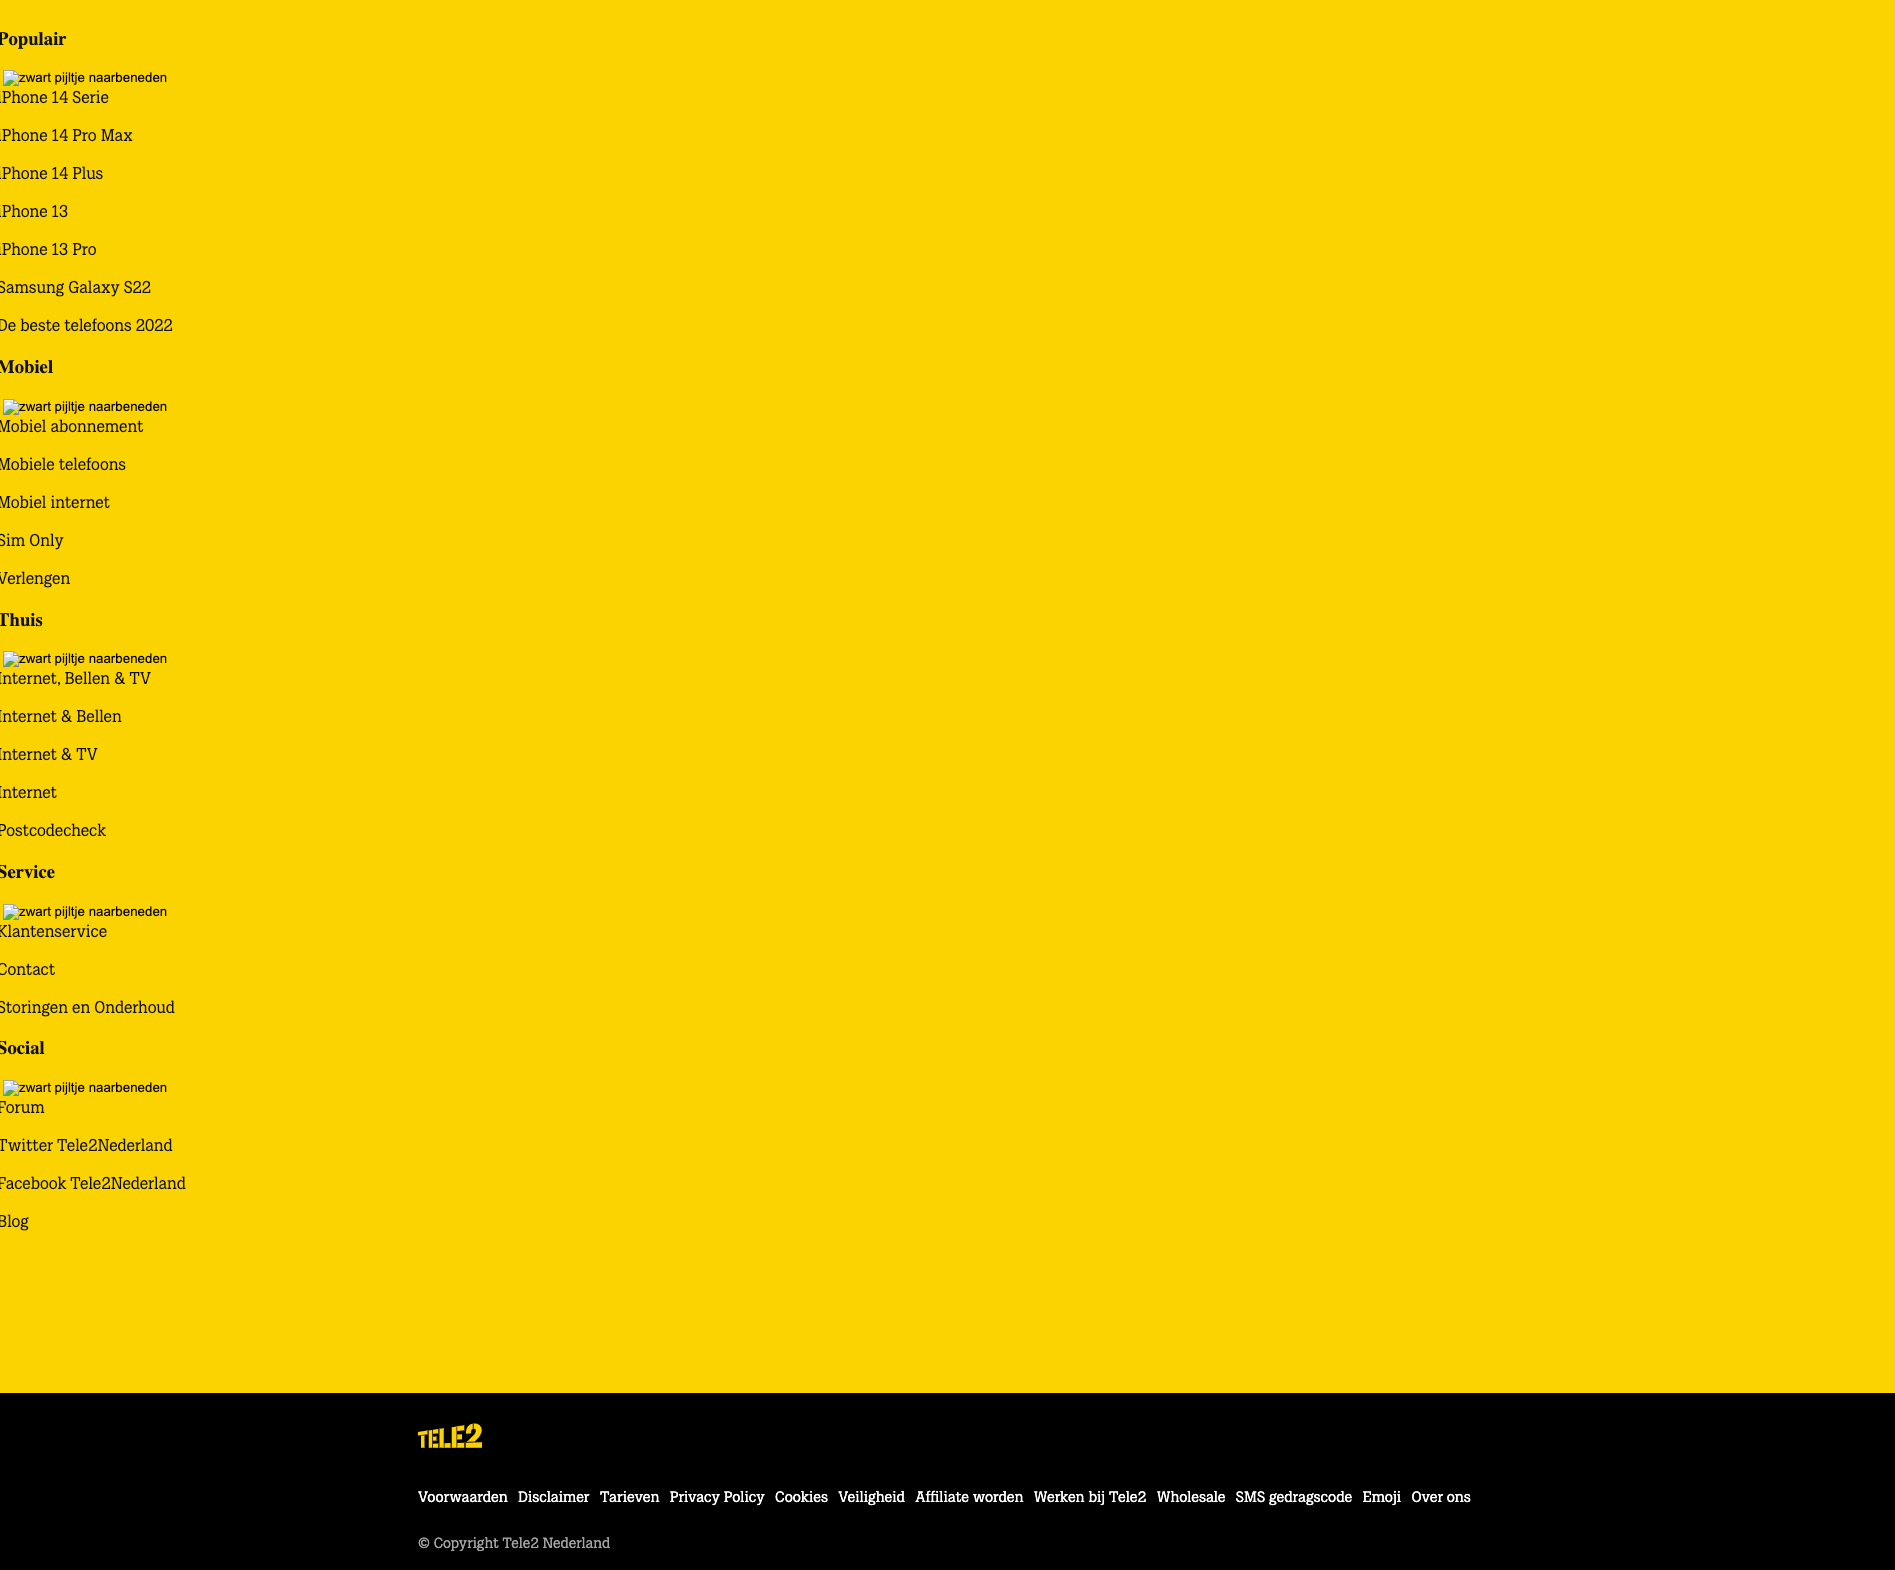 Populair
zwart pijltje naarbeneden
iPhone 14 Serie
iPhone 14 Pro Max
iPhone 14 Plus
iPhone 13
iPhone 13 Pro
Samsung Galaxy S22
De beste telefoons 2022
Mobiel
zwart pijltje naarbeneden
Mobiel abonnement
Mobiele telefoons
Mobiel internet
Sim Only
Verlengen
Thuis
zwart pijltje naarbeneden
Internet, Bellen & TV
Internet & Bellen
Internet & TV
Internet
Postcodecheck
Service
zwart pijltje naarbeneden
Klantenservice
Contact
Storingen en Onderhoud
Social
zwart pijltje naarbeneden
Forum
Twitter Tele2Nederland
Facebook Tele2Nederland
Blog
TELE2
Voorwaarden Disclaimer Tarieven Privacy Policy Cookies Veiligheid Affiliate worden Werken bij Tele2 Wholesale SMS gedragscode Emoji Over ons
© Copyright Tele2 Nederland